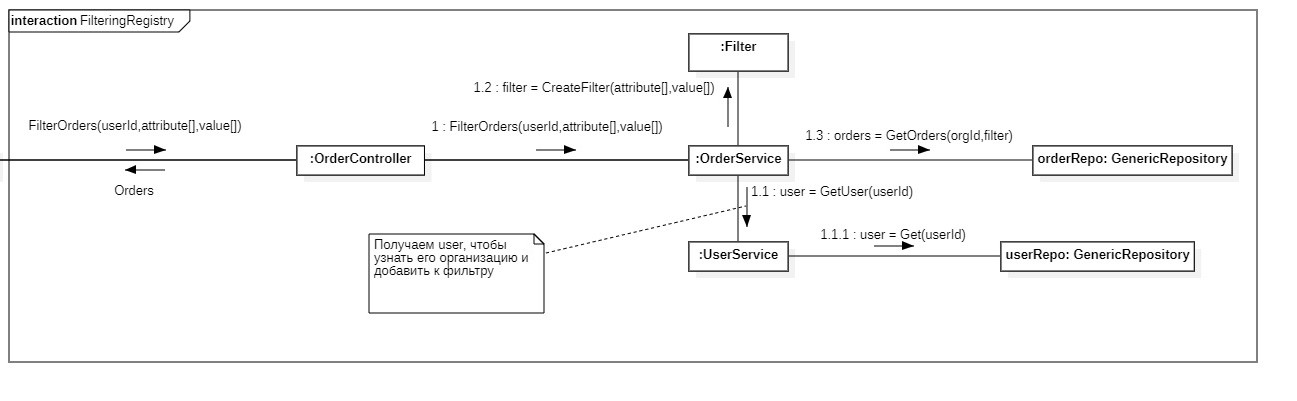 interaction FilteringRegistry
:Filter
1.2 : filter = CreateFilter(attribute[],value[])
FilterOrders(userId,attribute[],value[])
1 : FilterOrders(userId,attribute[],value[])
1.3 : orders = GetOrders(orgId,filter)
:OrderController
:OrderService
orderRepo: GenericRepository
Orders
1.1 : user = GetUser(userId)
1.1.1 : user = Get(userId)
Получаем user, чтобы
узнать его организацию и
добавить к фильтру
:UserService
userRepo: GenericRepository